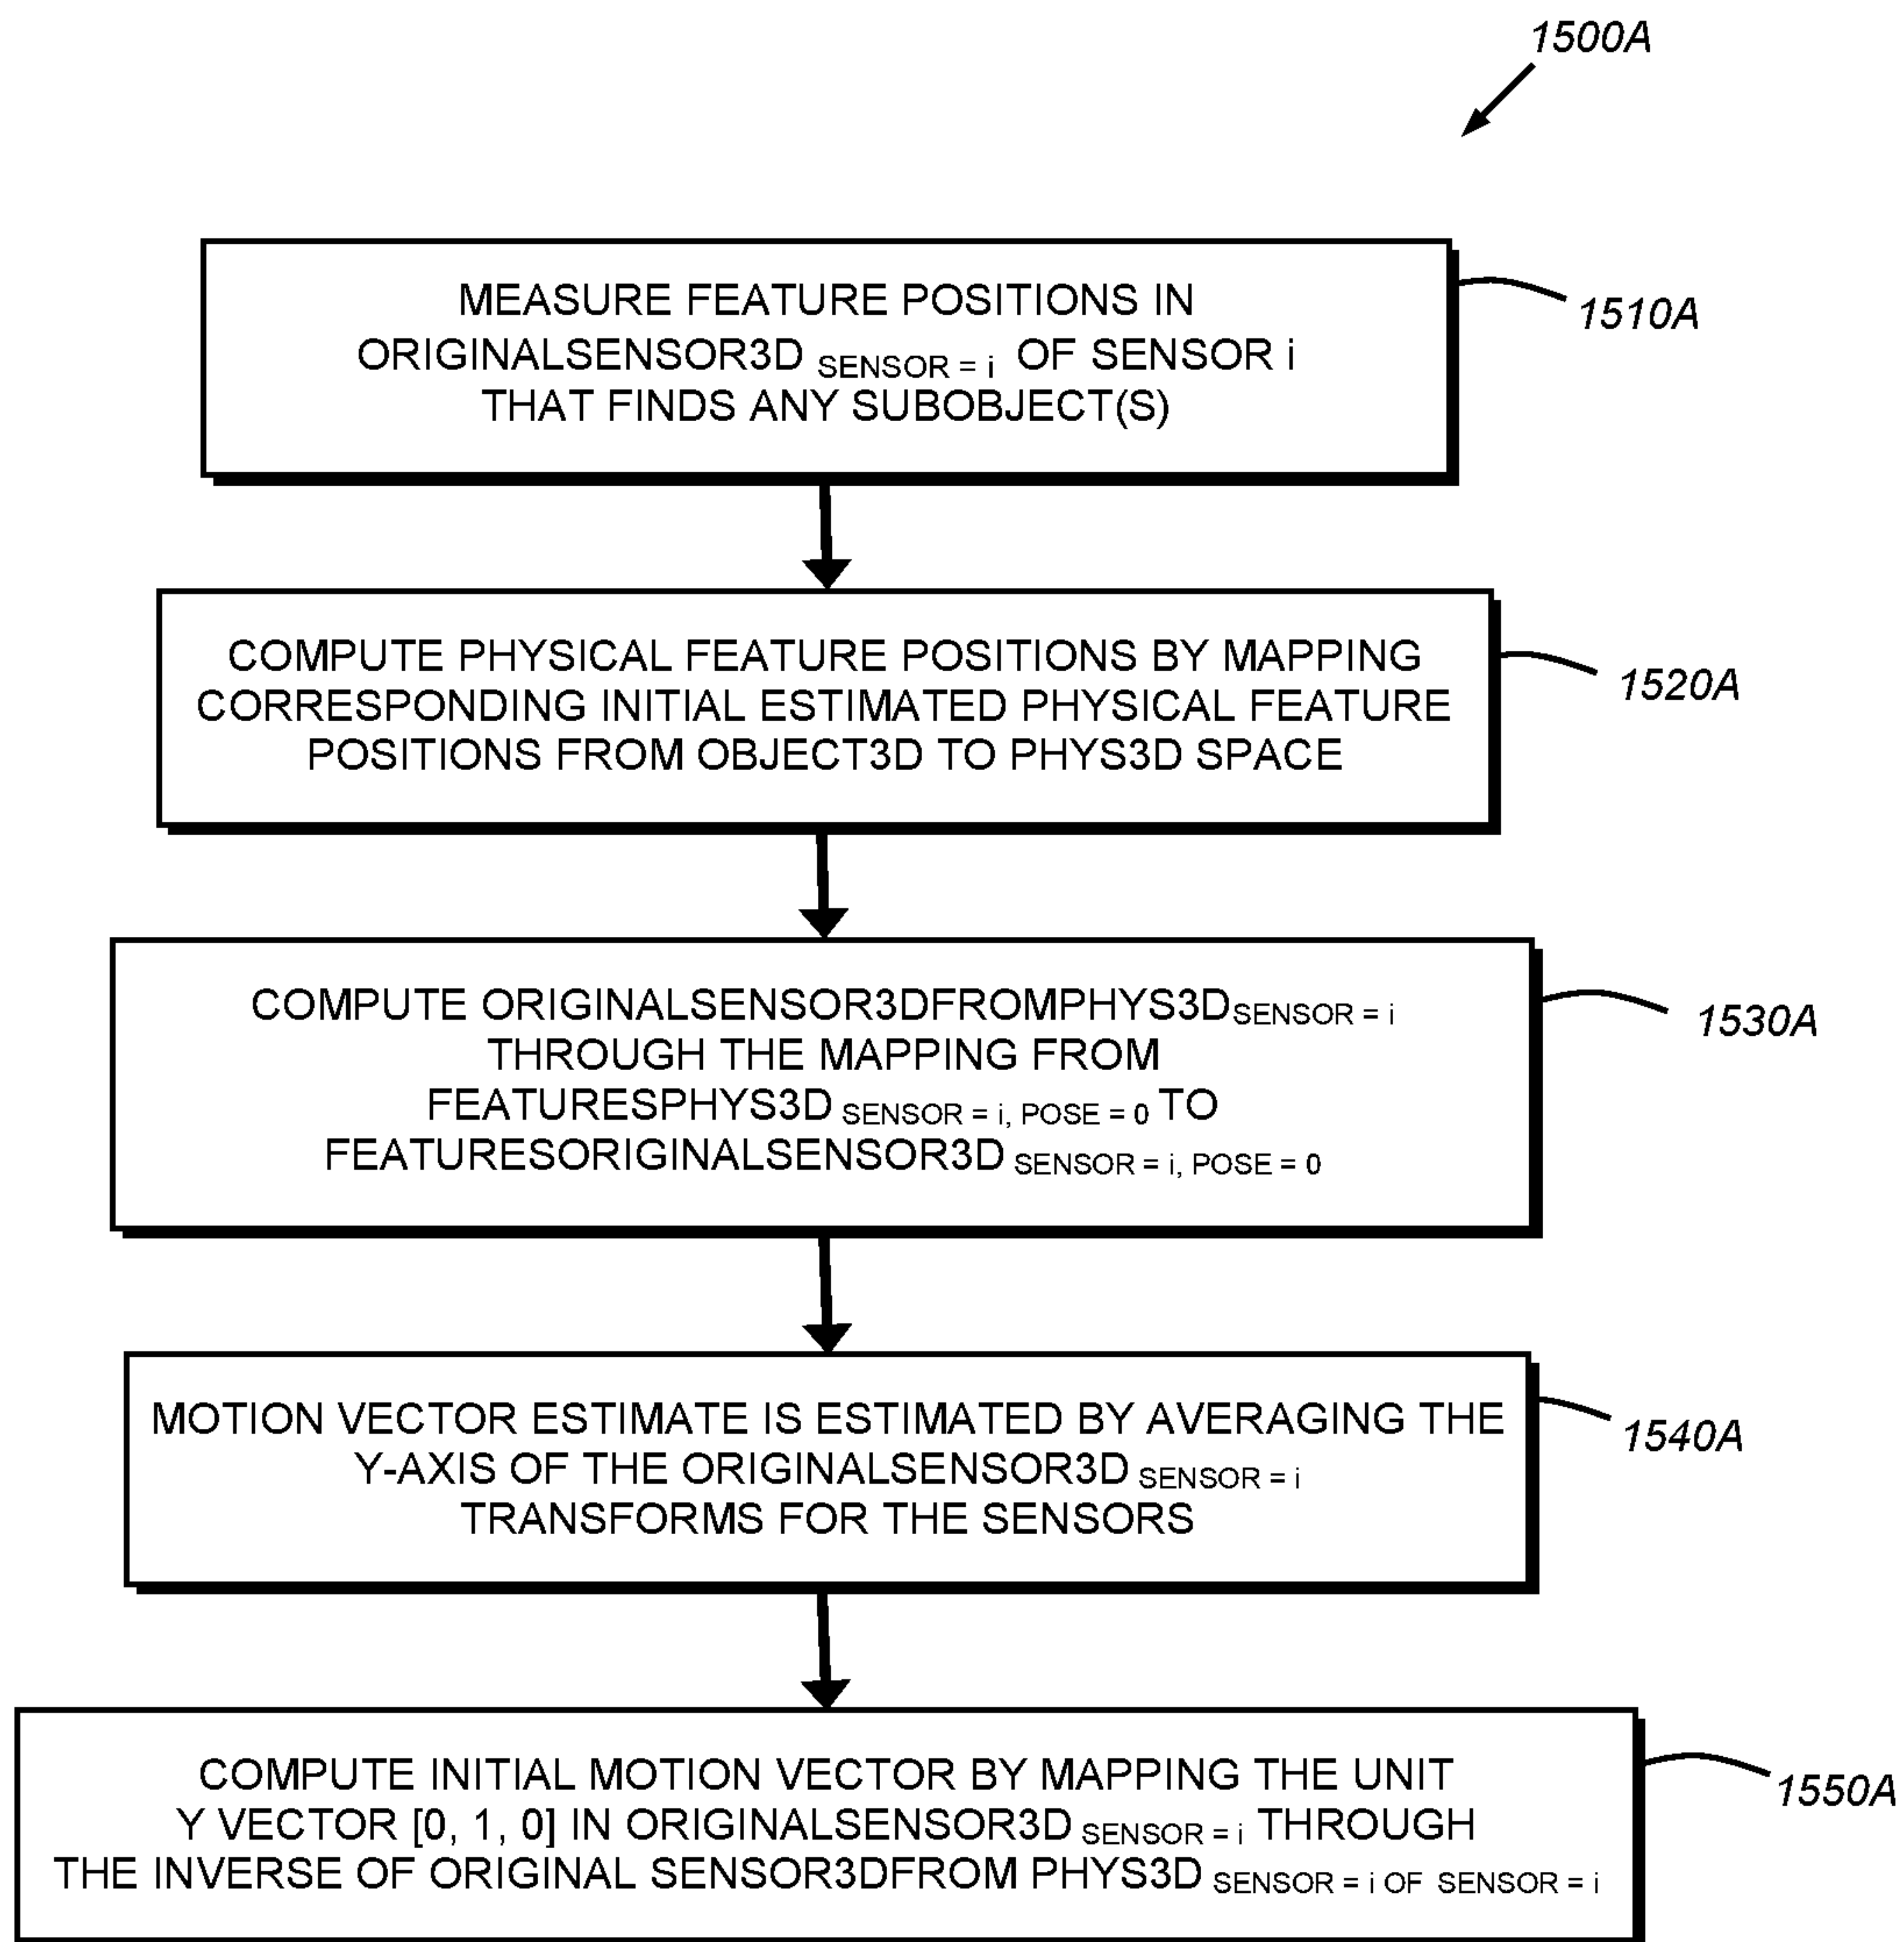 1500A
MEASURE FEATURE POSITIONS IN
ORIGINALSENSOR3D SENSOR = i OF SENSOR i
THAT FINDS ANY SUBOBJECT(S)
1510A
COMPUTE PHYSICAL FEATURE POSITIONS BY MAPPING
CORRESPONDING INITIAL ESTIMATED PHYSICAL FEATURE
POSITIONS FROM OBJECT3D TO PHYS3D SPACE
1520A
COMPUTE ORIGINALSENSOR3DFROMPHYS3D SENSOR = i
THROUGH THE MAPPING FROM
FEATURESPHYS3D SENSOR = i, POSE = 0 TO
FEATURESORIGINALSENSOR3D SENSOR = i, POSE = 0
1530A
MOTION VECTOR ESTIMATE IS ESTIMATED BY AVERAGING THE
Y-AXIS OF THE ORIGINALSENSOR3D SENSOR = i
TRANSFORMS FOR THE SENSORS
1540A
COMPUTE INITIAL MOTION VECTOR BY MAPPING THE UNIT
Y VECTOR [0, 1, 0] IN ORIGINALSENSOR3D SENSOR = i THROUGH
THE INVERSE OF ORIGINAL SENSOR3DFROM PHYS3D SENSOR = i OF SENSOR = i
1550A